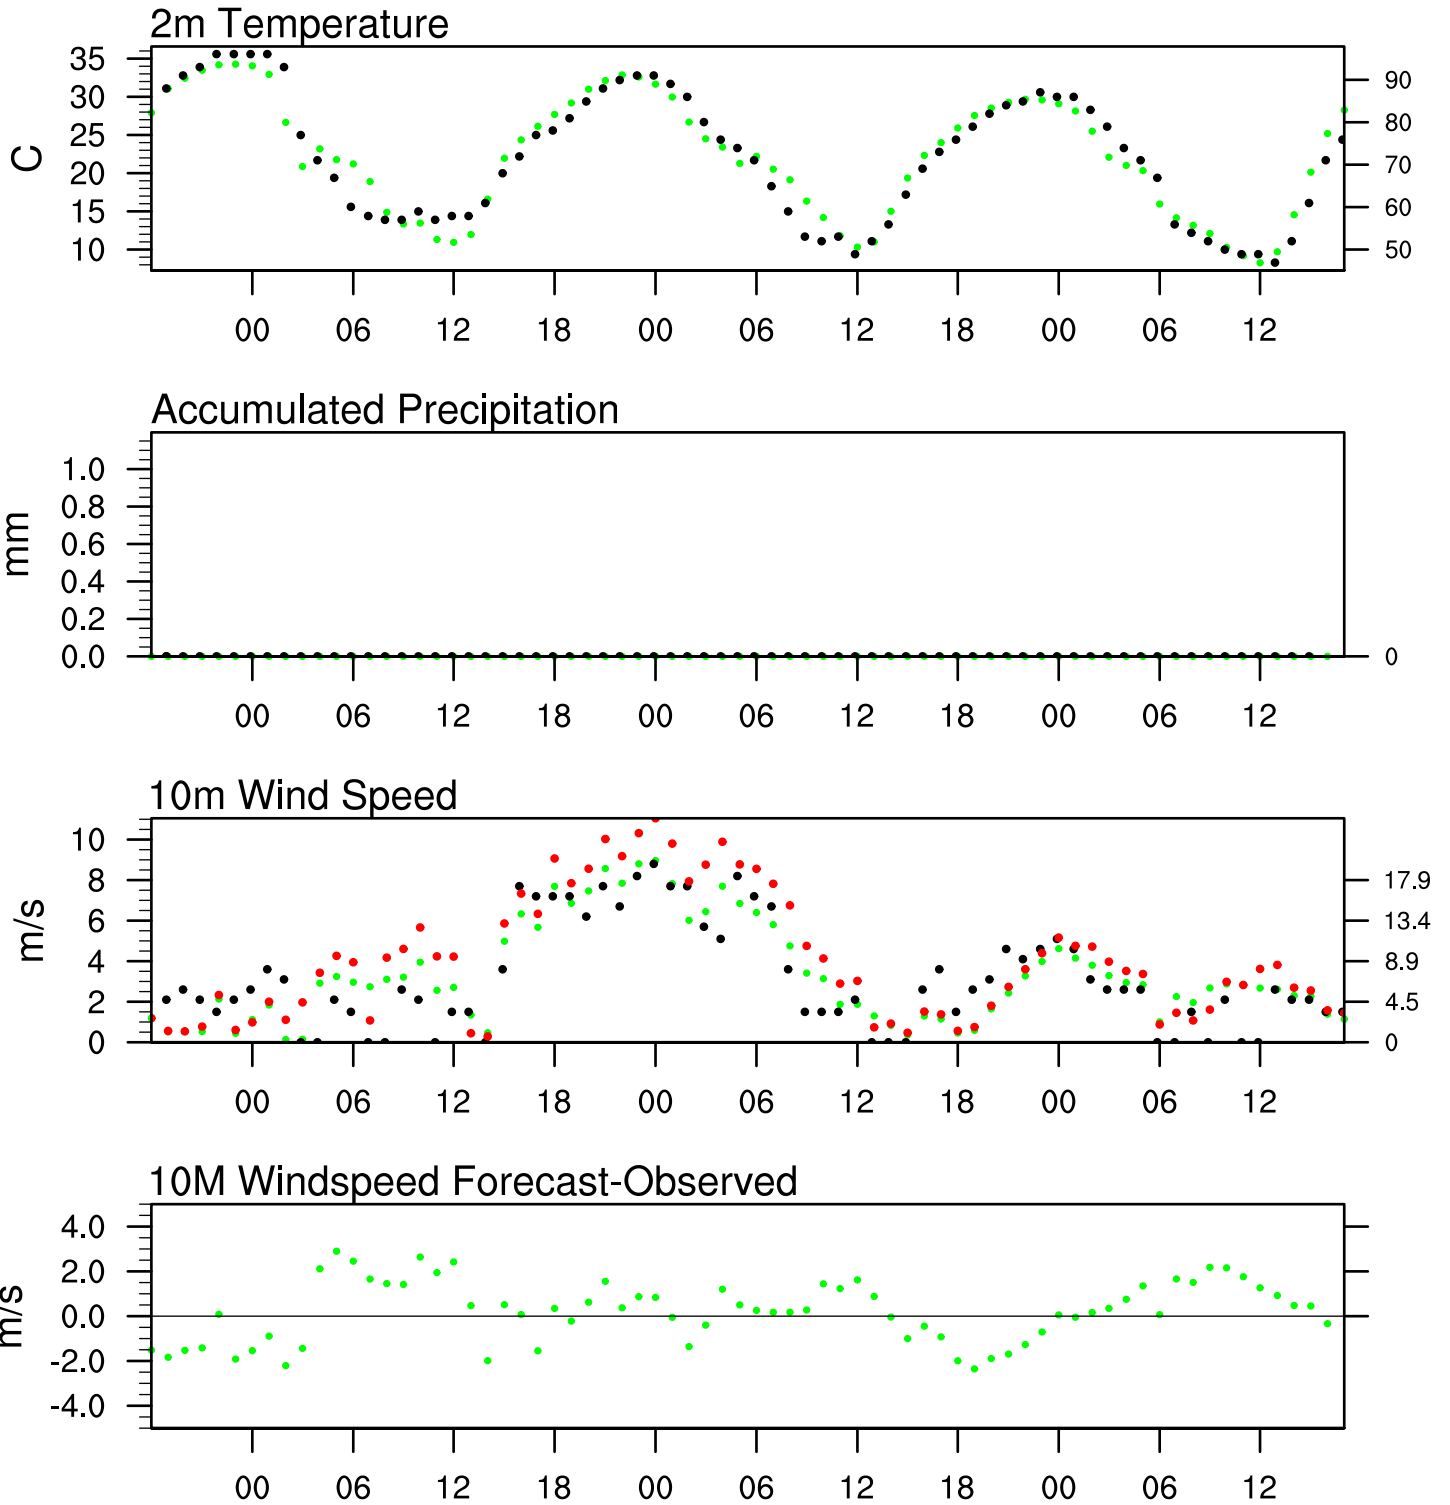 2m Temperature
35
30
25
20
15
10
C
90
80
70
60
50
00 06 12 18 00 06 12 18 00 06 12
Accumulated Precipitation
1.0
0.8
0.6
0.4
0.2
0.0
mm
0
00 06 12 18 00 06 12 18 00 06 12
10m Wind Speed
10
8
6
4
2
0
m/s
17.9
13.4
8.9
4.5
0
00 06 12 18 00 06 12 18 00 06 12
10M Windspeed Forecast-Observed
4.0
2.0
0.0
-2.0
-4.0
m/s
00 06 12 18 00 06 12 18 00 06 12